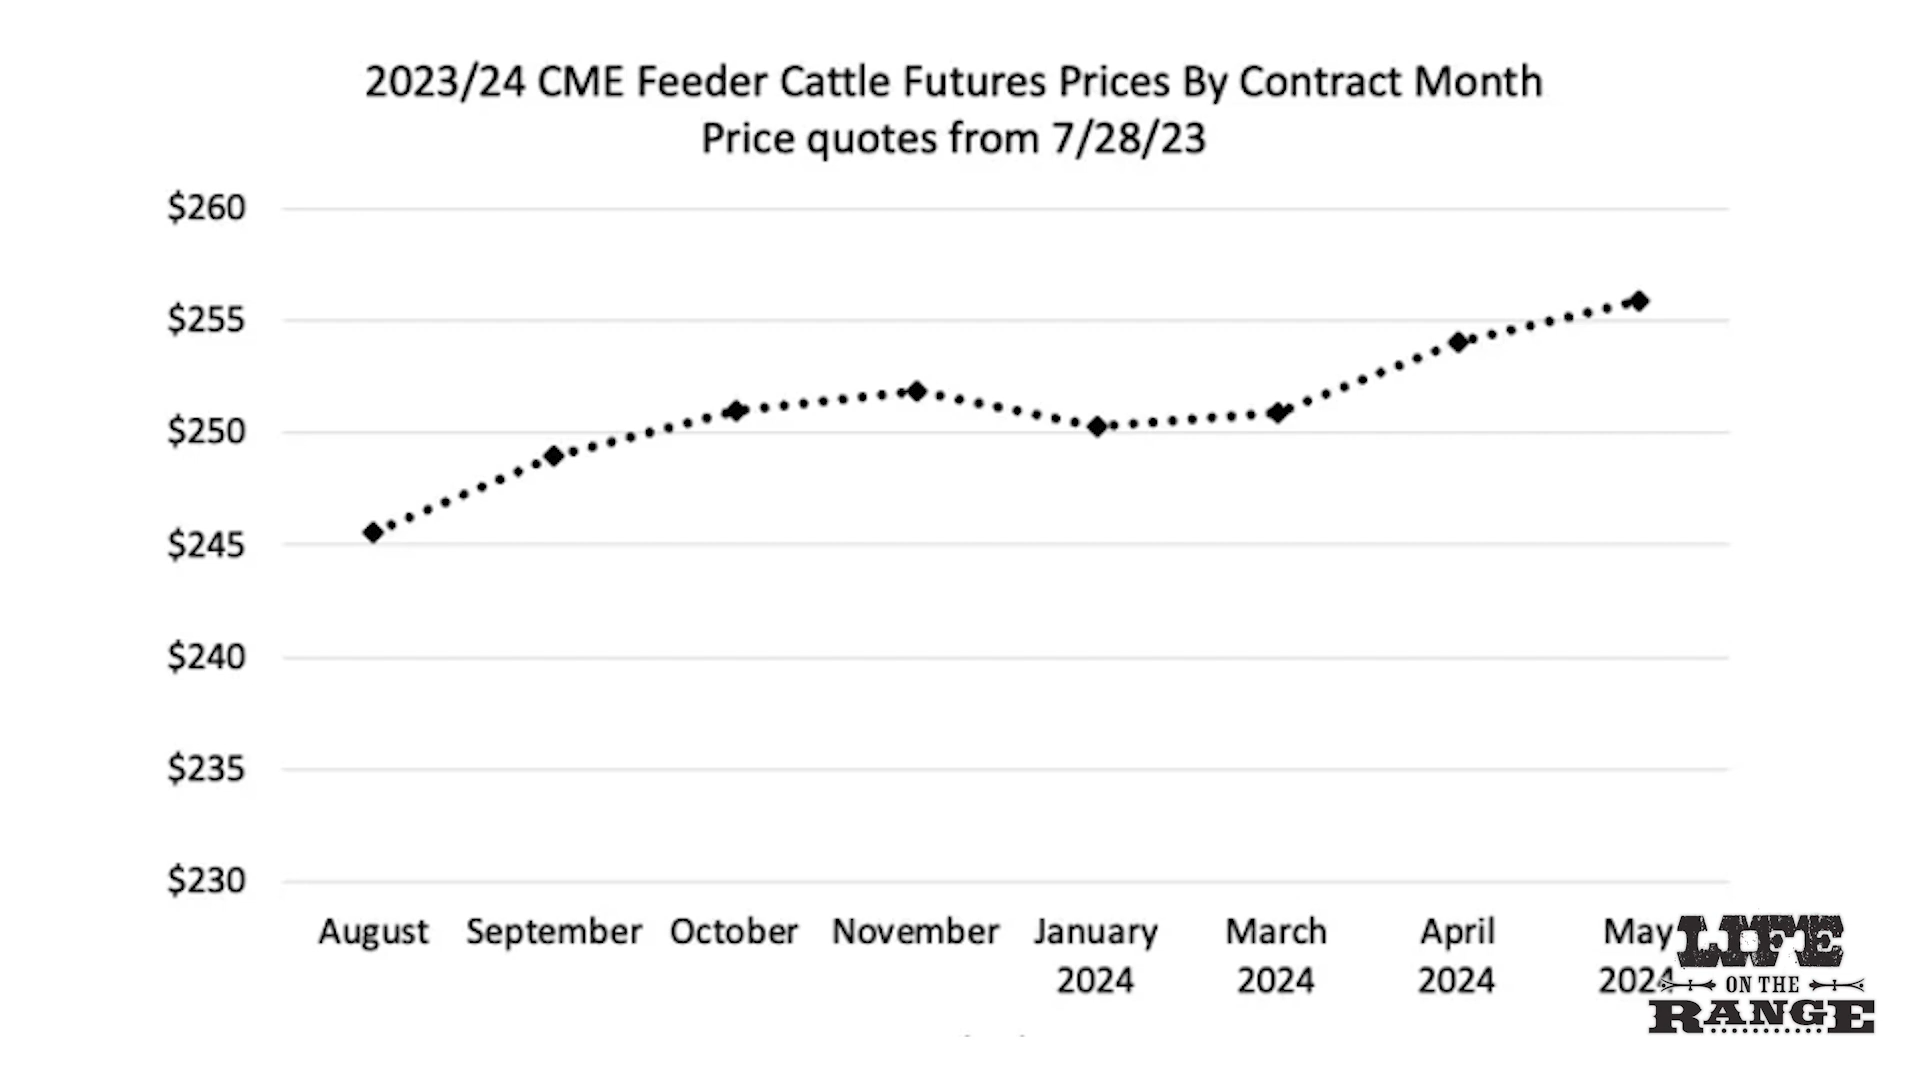 2023/24 CME Feeder Cattle Futures Prices By Contract Month
Price quotes from 7/28/23
$260
$255
$250
$245
$240
$235
$230
August September October November January March April May
2024 2024 2024 2024
LIFE
ON THE
RANGE